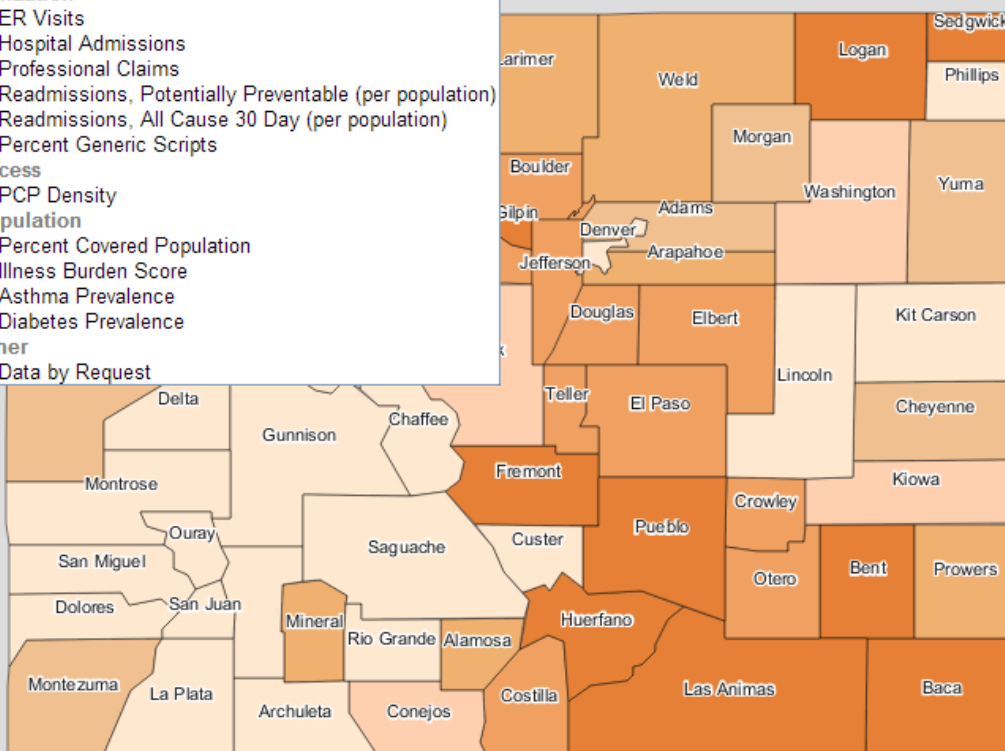 ER Visits
Hospital Admissions
Professional Claims
Readmissions, Potentially Preventable (per population)
Readmissions, All Cause 30 Day (per population)
Percent Generic Scripts
cess
PCP Density
pulation
Percent Covered Population
Illness Burden Score
Asthma Prevalence
Diabetes Prevalence
her
Data by Request
Sedgwick
Logan
arimer
Weld
Phillips
Morgan
Boulder
Washington
Yuma
Gilpin
Adams
Denver
Arapahoe
Jefferson
Douglas
Elbert
Kit Carson
k
Lincoln
Delta
Teller
El Paso
Cheyenne
Chaffee
Gunnison
Fremont
Kiowa
Montrose
Crowley
Pueblo
Ouray
Custer
Saguache
San Miguel
Bent
Prowers
Otero
Dolores
San Juan
Mineral
Huerfano
Rio Grande
Alamosa
Montezuma
La Plata
Costilla
Las Animas
Baca
Archuleta
Conejos